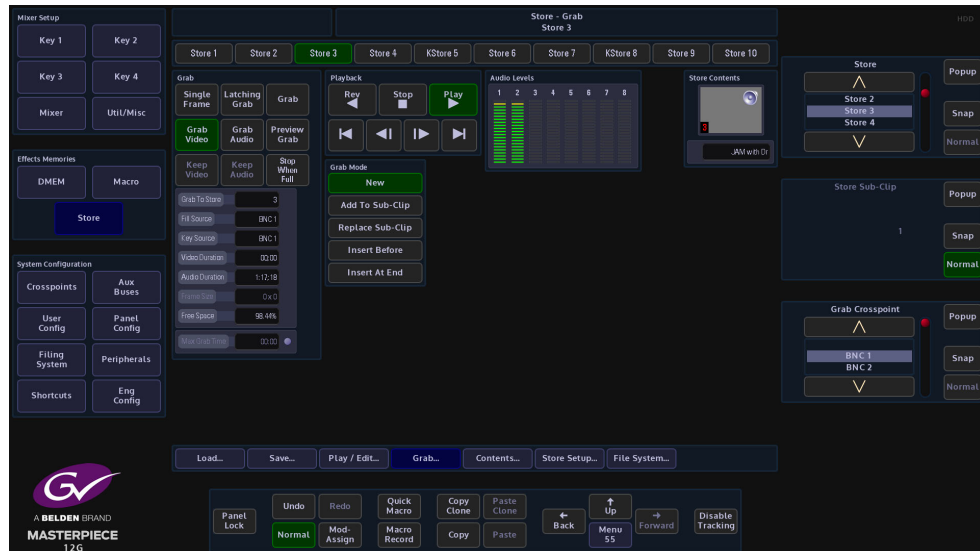 Mixer Setup
Key 1
Key 2
Key 3
Key 4
Mixer
Util/Misc
Effects Memories
DMEM
Macro
Store
System Configuration
Crosspoints
Aux
Buses
User
Config
Panel
Config
Filing
System
Peripherals
Shortcuts
Eng
Config
GV
A BELDEN BRAND
MASTERPIECE
12G
Store - Grab
Store 3
HDD
Store 1
Store 2
Store 3
Store 4
KStore 5
Store 6
Store 7
KStore 8
Store 9
Store 10
Grab
Single
Frame
Latching
Grab
Grab
Grab
Video
Grab
Audio
Preview
Grab
Keep
Video
Keep
Audio
Stop
When
Full
Grab To Store 3
Fill Source BNC 1
Key Source BNC 1
Video Duration 00:00
Audio Duration 1:17;18
Frame Size 0 x 0
Free Space 98.44%
Max Grab Time 00:00
Playback
Rev
Stop
Play
Grab Mode
New
Add To Sub-Clip
Replace Sub-Clip
Insert Before
Insert At End
Audio Levels
1 2 3 4 5 6 7 8
Store Contents
3
JAM with Dr
Store
Store 2
Store 3
Store 4
Popup
Snap
Normal
Store Sub-Clip
1
Popup
Snap
Normal
Grab Crosspoint
BNC 1
BNC 2
Popup
Snap
Normal
Load...
Save...
Play / Edit...
Grab...
Contents...
Store Setup...
File System...
Panel
Lock
Undo
Redo
Normal
Mod-
Assign
Quick
Macro
Macro
Record
Copy
Clone
Paste
Clone
Copy
Paste
Back
Up
Menu
55
Forward
Disable
Tracking